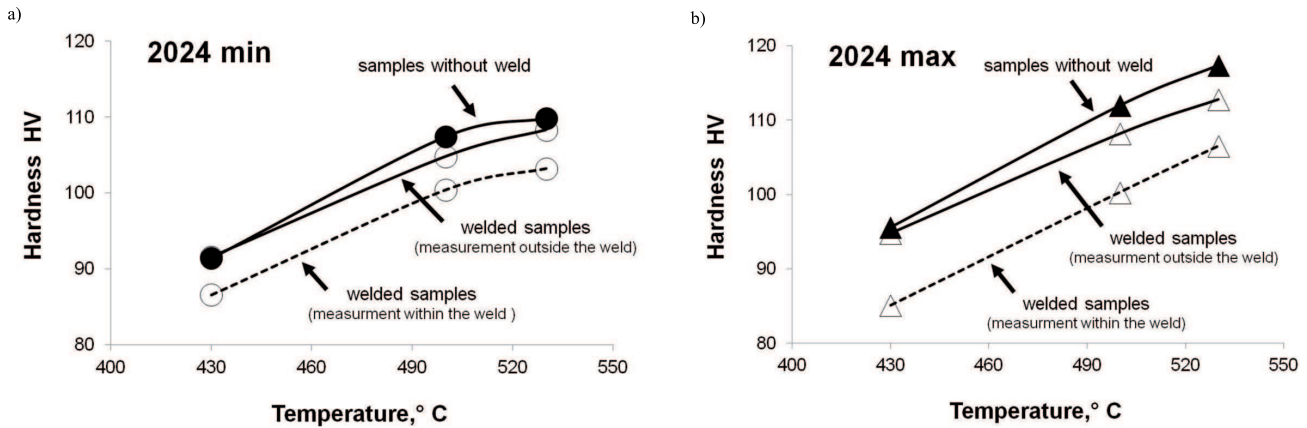 a)
2024 min
samples without weld
welded samples
(measurement outside the weld)
welded samples
(measurment within the weld )
Hardness HV
120
110
100
90
80
400
430
460
490
520
550
Temperature,° C
b)
2024 max
samples without weld
welded samples
(measurment outside the weld)
welded samples
(measurment within the weld)
Hardness HV
120
110
100
90
80
400
430
460
490
520
550
Temperature,° C